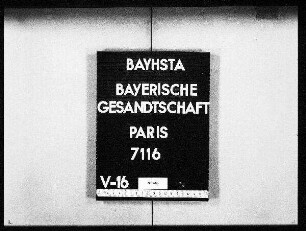 BAYHSTA
BAYERISCHE
GESANDTSCHAFT
PARIS
7116
V-16